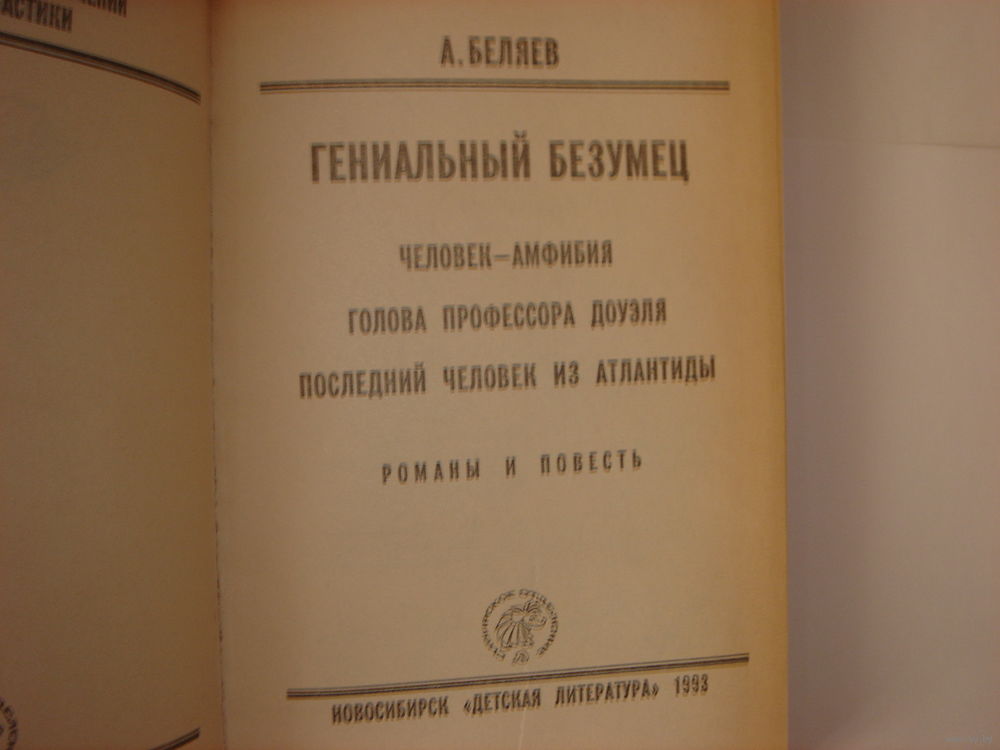 АСТИКИ
А. БЕЛЯЕВ
ГЕНИАЛЬНЫЙ БЕЗУМЕЦ
ЧЕЛОВЕК–АМФИБИЯ
ГОЛОВА ПРОФЕССОРА ДОУЭЛЯ
ПОСЛЕДНИЙ ЧЕЛОВЕК ИЗ АТЛАНТИДЫ
РОМАНЫ И ПОВЕСТЬ
НОВОСИБИРСК «ДЕТСКАЯ ЛИТЕРАТУРА» 1993